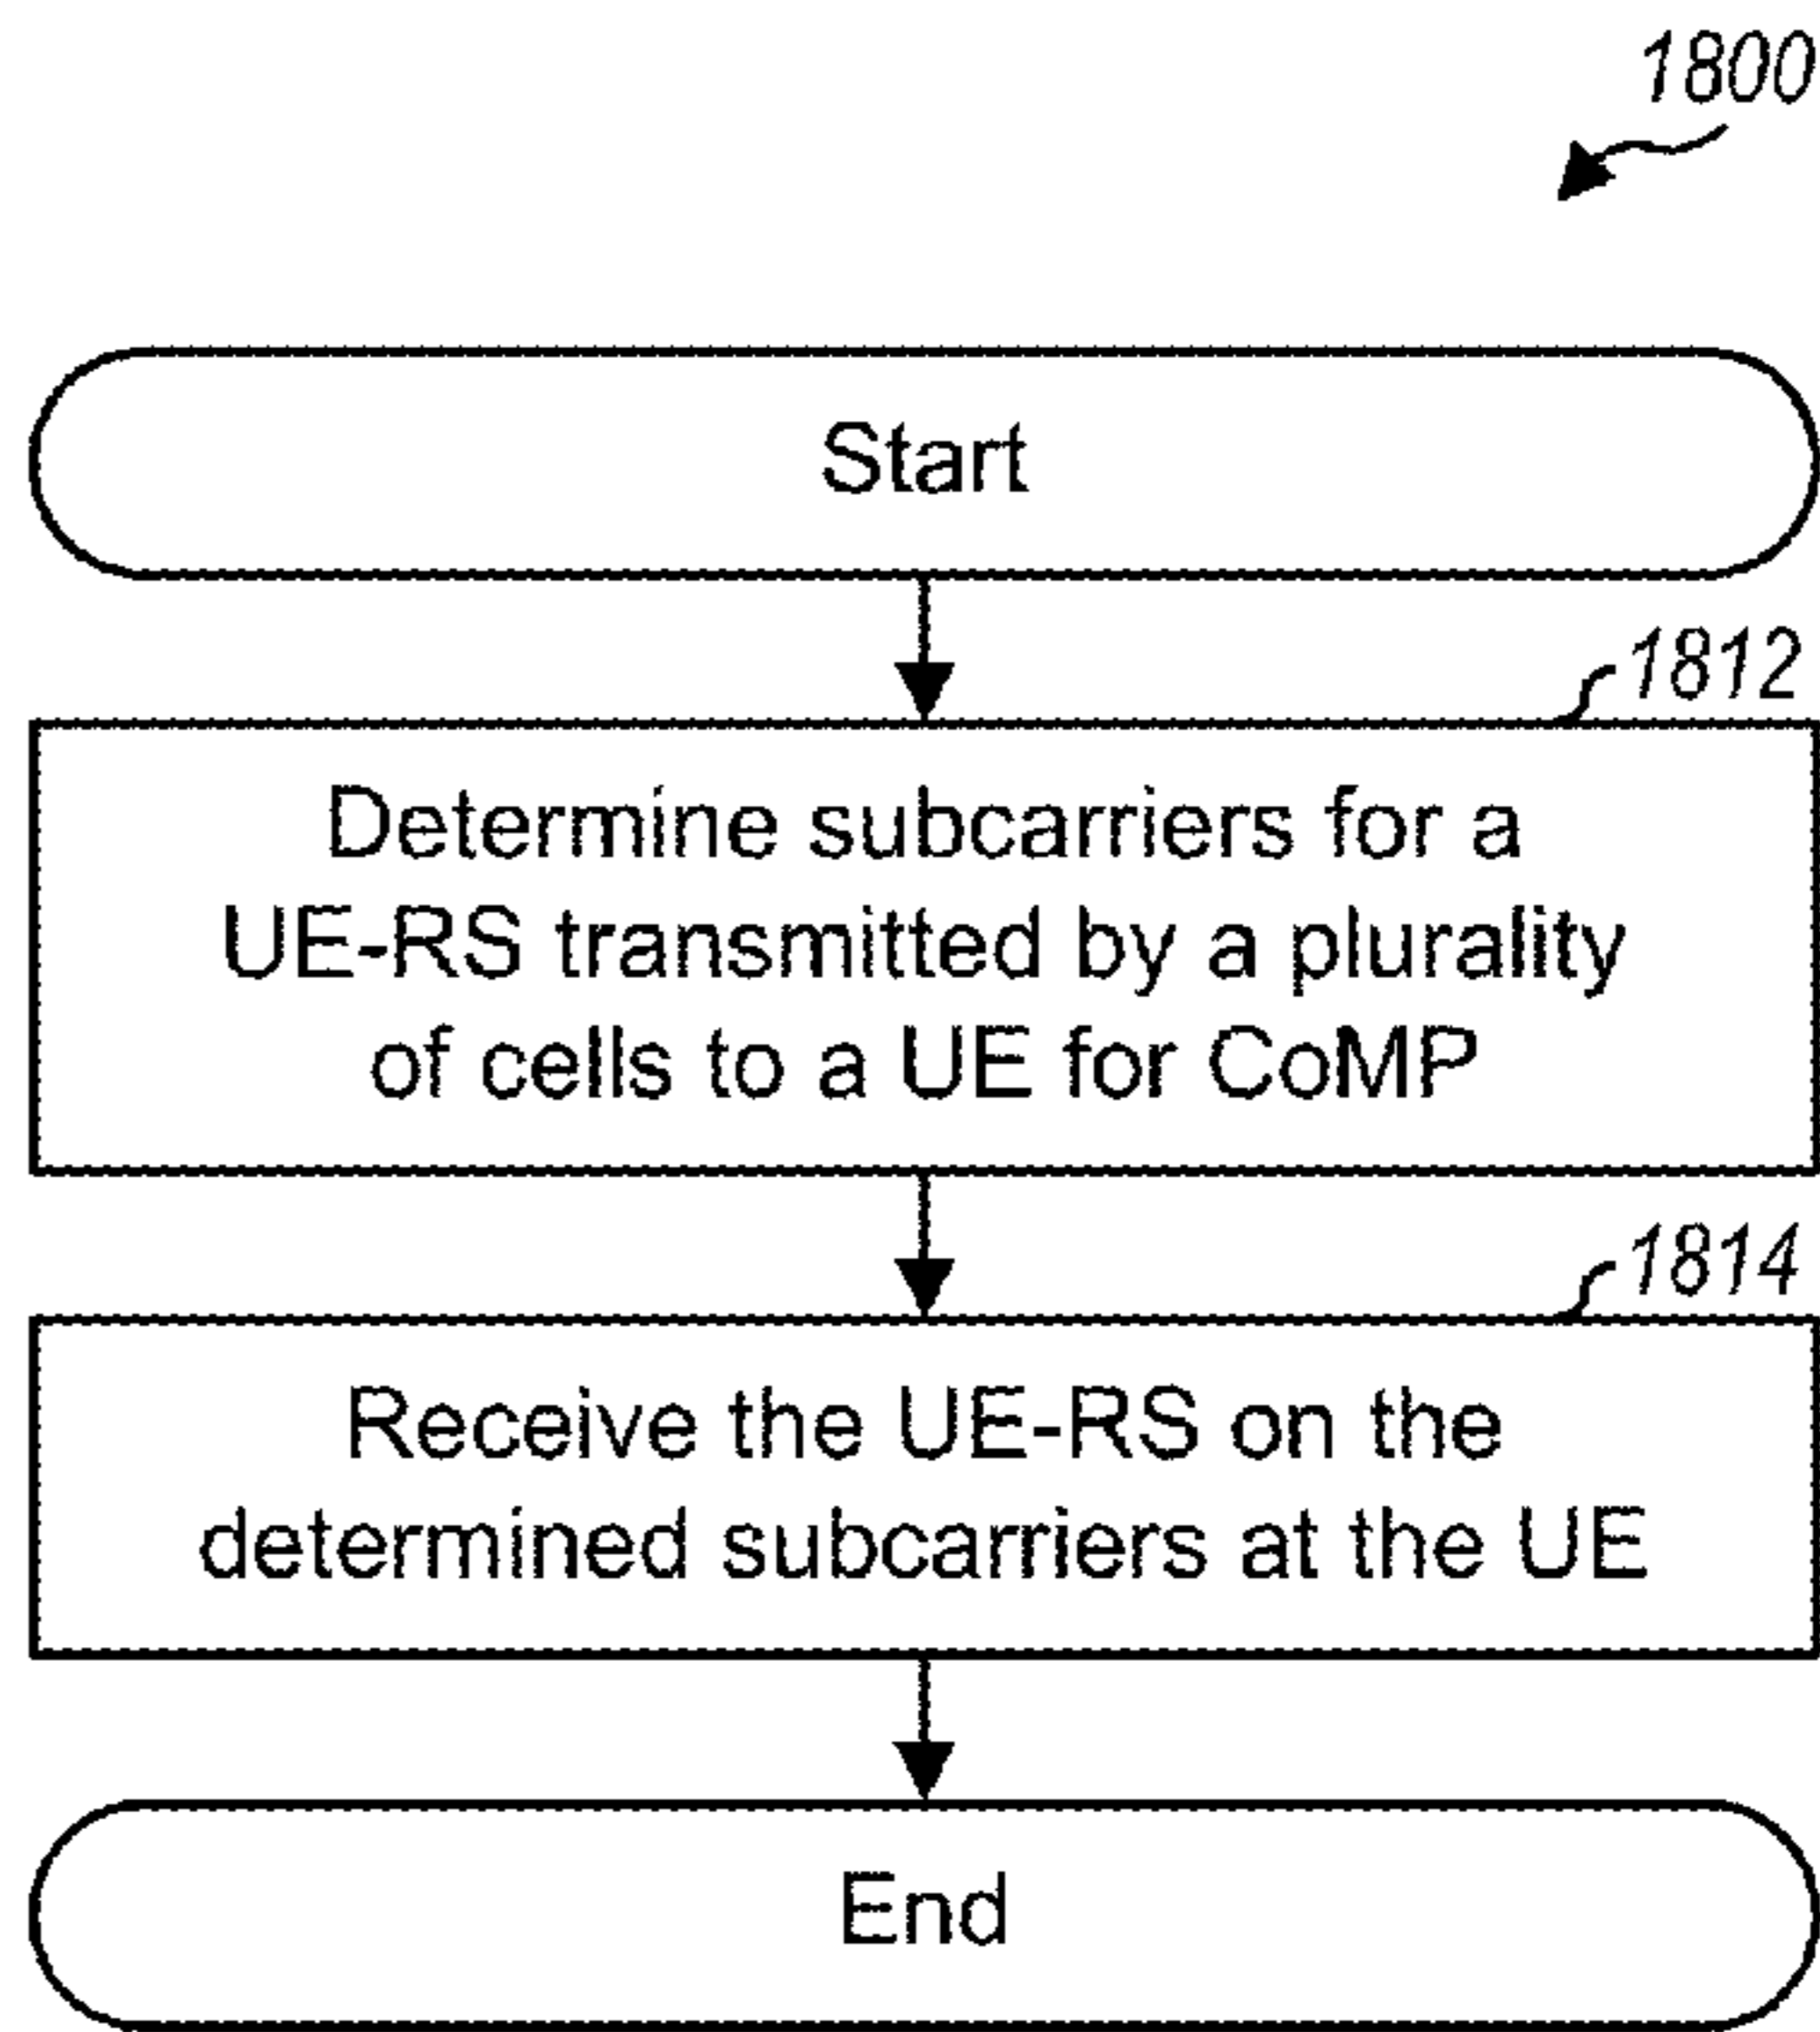 1800
Start
1812
Determine subcarriers for a
UE-RS transmitted by a plurality
of cells to a UE for CoMP
1814
Receive the UE-RS on the
determined subcarriers at the UE
End